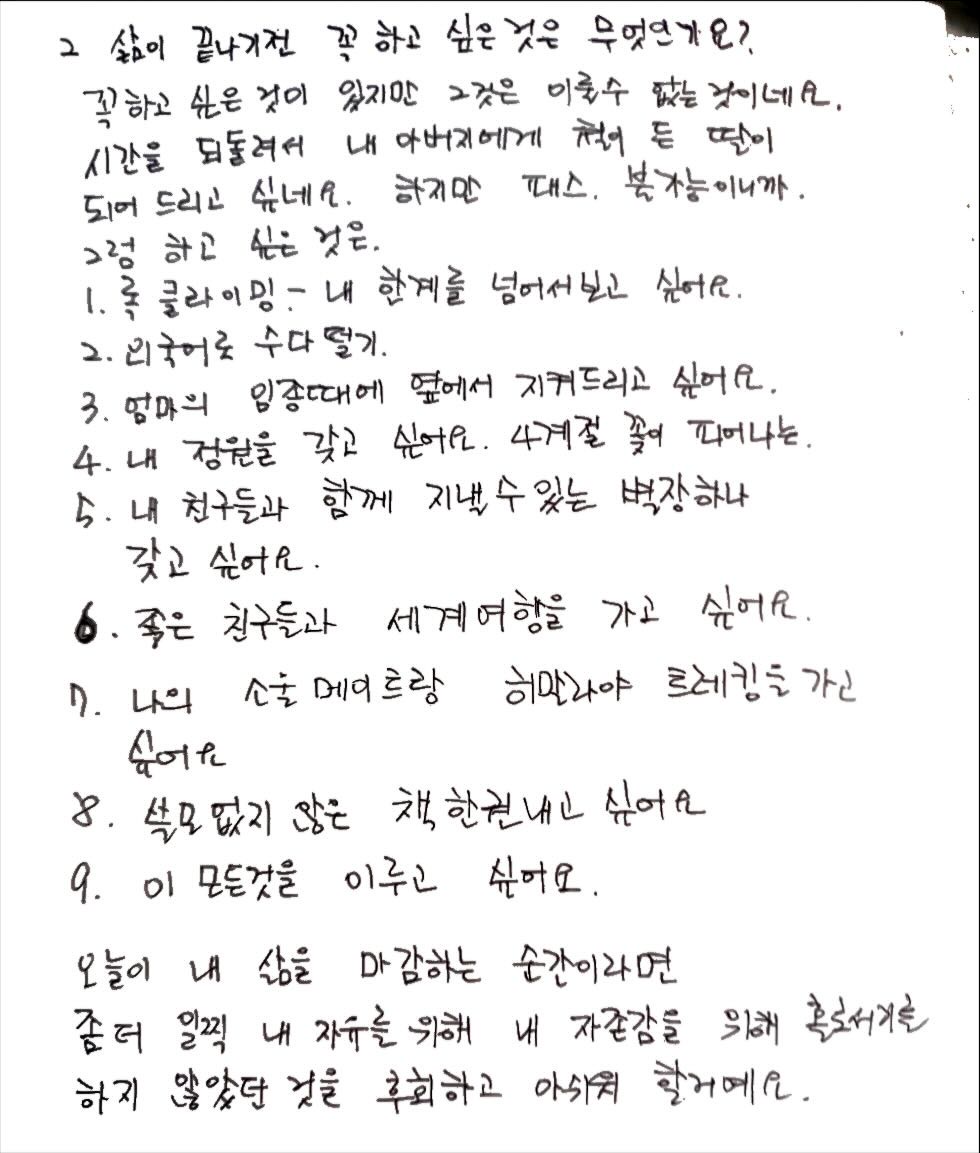 2 삶이 끝나기전 꼭 하고 싶은 것은 무엇인가요?
꼭 하고 싶은 것이 있지만 그것은 이룰수 없는 것이네요.
시간을 되돌려서 내 아버지에게 철이 든 딸이
되어 드리고 싶네요. 하지만 패스. 불가능이니까.
그럼 하고 싶은 것은.
1. 록 클라이밍 - 내 한계를 넘어서보고 싶어요.
2. 외국어로 수다 떨기.
3. 엄마의 임종때에 옆에서 지켜드리고 싶어요.
4. 내 정원을 갖고 싶어요. 4계절 꽃이 피어나는.
5. 내 친구들과 함께 지낼 수 있는 별장하나
갖고 싶어요.
6. 좋은 친구들과 세계여행을 가고 싶어요.
7. 나의 소울메이트랑 히말라야 트레킹을 가고
싶어요
8. 쓸모 없지 않은 책 한권내고 싶어요
9. 이 모든것을 이루고 싶어요.
오늘이 내 삶을 마감하는 순간이라면
좀 더 일찍 내 자유를 위해 내 자존감을 위해 홀로서기를
하지 않았단 것을 후회하고 아쉬워 할거예요.